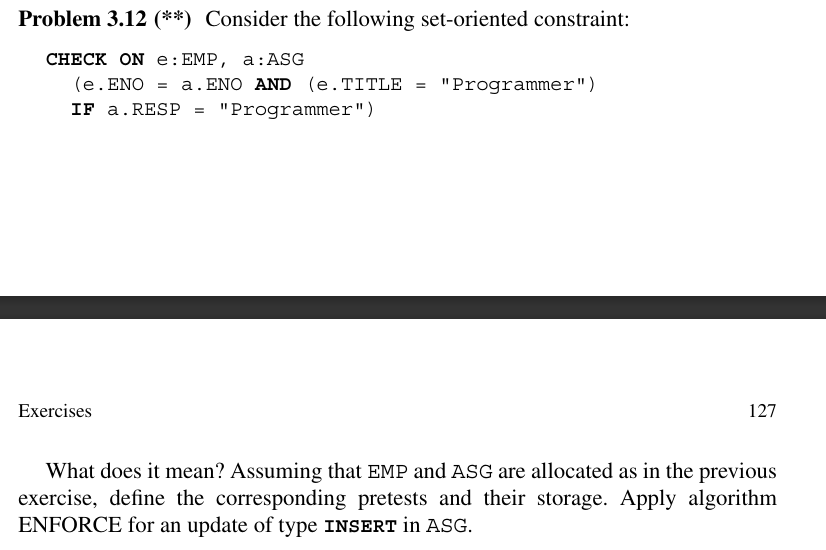 Problem 3.12 (**) Consider the following set-oriented constraint:
CHECK ON e:EMP, a:ASG
(e.ENO = a.ENO AND (e.TITLE = "Programmer")
IF a.RESP = "Programmer")
Exercises 127
What does it mean? Assuming that EMP and ASG are allocated as in the previous
exercise, define the corresponding pretests and their storage. Apply algorithm
ENFORCE for an update of type INSERT in ASG.